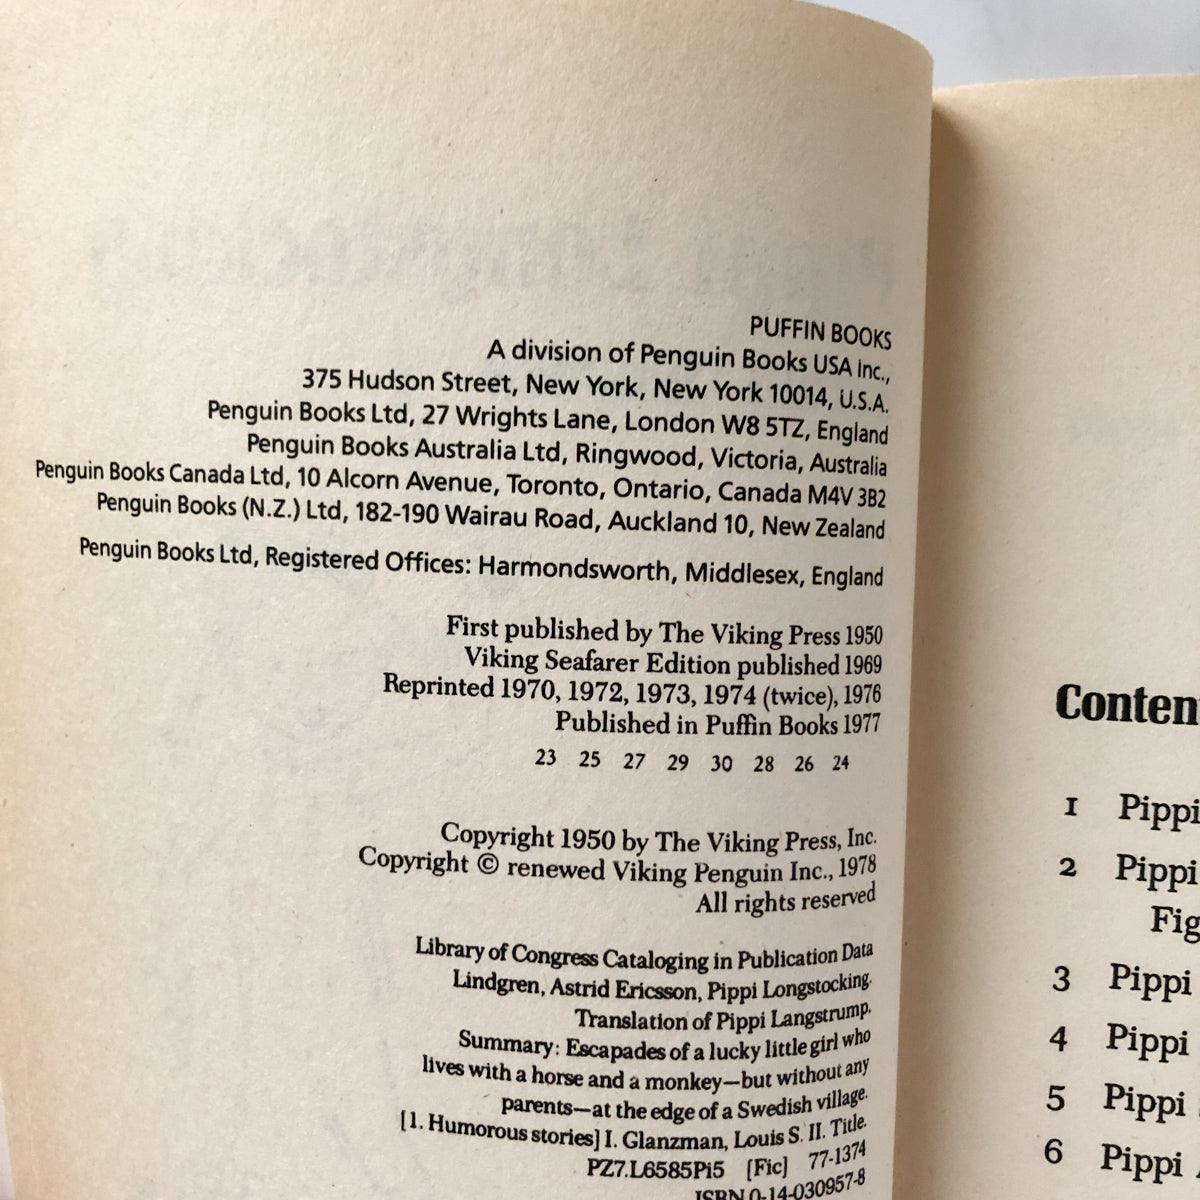 PUFFIN BOOKS
A division of Penguin Books USA Inc.,
375 Hudson Street, New York, New York 10014, U.S.A.
Penguin Books Ltd, 27 Wrights Lane, London W8 5TZ, England
Penguin Books Australia Ltd, Ringwood, Victoria, Australia
Penguin Books Canada Ltd, 10 Alcorn Avenue, Toronto, Ontario, Canada M4V 3B2
Penguin Books (N.Z.) Ltd, 182-190 Wairau Road, Auckland 10, New Zealand
Penguin Books Ltd, Registered Offices: Harmondsworth, Middlesex, England
First published by The Viking Press 1950
Viking Seafarer Edition published 1969
Reprinted 1970, 1972, 1973, 1974 (twice), 1976
Published in Puffin Books 1977
23 25 27 29 30 28 26 24
Copyright 1950 by The Viking Press, Inc.
Copyright © renewed Viking Penguin Inc., 1978
All rights reserved
Library of Congress Cataloging in Publication Data
Lindgren, Astrid Ericsson, Pippi Longstocking.
Translation of Pippi Langstrump.
Summary: Escapades of a lucky little girl who
lives with a horse and a monkey—but without any
parents—at the edge of a Swedish village.
[1. Humorous stories] I. Glanzman, Louis S. II. Title.
PZ7.L6585Pi5 [Fic] 77-1374
ISBN 0-14-030957-8
Conten
1 Pippi
2 Pippi
Fig
3 Pippi
4 Pippi
5 Pippi
6 Pippi